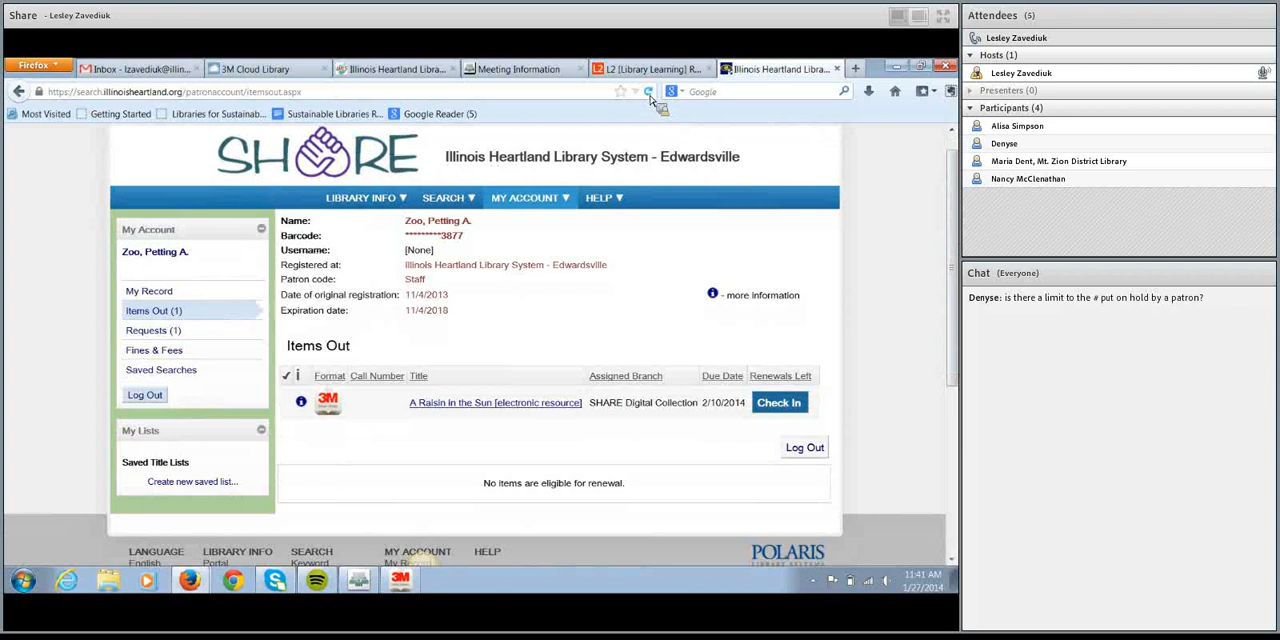 Share - Lesley Zavediuk
Firefox
Inbox - lzavediuk@illin...
3M Cloud Library
Illinois Heartland Libra...
Meeting Information
L2 [Library Learning] R...
Illinois Heartland Libra...
https://search.illinoisheartland.org/patronaccount/itemsout.aspx
Google
Most Visited
Getting Started
Libraries for Sustainab...
Sustainable Libraries R...
Google Reader (5)
SHARE
Illinois Heartland Library System - Edwardsville
LIBRARY INFO ▼ SEARCH ▼ MY ACCOUNT ▼ HELP ▼
My Account
Zoo, Petting A.
My Record
Items Out (1)
Requests (1)
Fines & Fees
Saved Searches
Log Out
My Lists
Saved Title Lists
Create new saved list...
Name: Zoo, Petting A.
Barcode: *********3877
Username: [None]
Registered at: Illinois Heartland Library System - Edwardsville
Patron code: Staff
Date of original registration: 11/4/2013
Expiration date: 11/4/2018
- more information
Items Out
Format Call Number Title Assigned Branch Due Date Renewals Left
3M A Raisin in the Sun [electronic resource] SHARE Digital Collection 2/10/2014 Check In
Log Out
No items are eligible for renewal.
LANGUAGE LIBRARY INFO SEARCH MY ACCOUNT HELP
English Portal Keyword My Record
POLARIS
LIBRARY SYSTEMS
3M
11:41 AM
1/27/2014
Attendees (5)
Lesley Zavediuk
Hosts (1)
Lesley Zavediuk
Presenters (0)
Participants (4)
Alisa Simpson
Denyse
Maria Dent, Mt. Zion District Library
Nancy McClenathan
Chat (Everyone)
Denyse: is there a limit to the # put on hold by a patron?